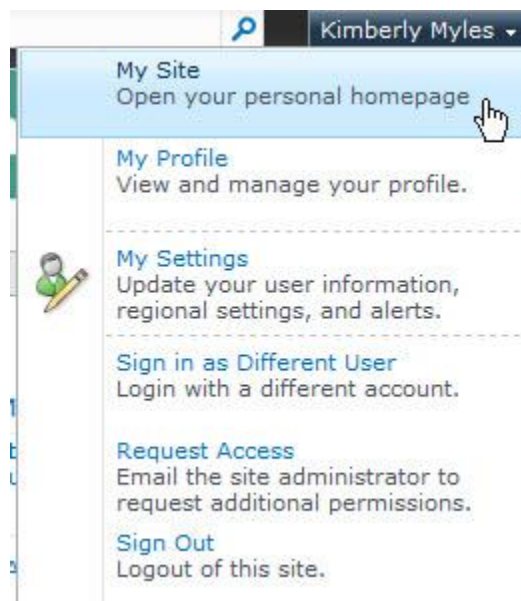 Kimberly Myles
My Site
Open your personal homepage
My Profile
View and manage your profile.
My Settings
Update your user information,
regional settings, and alerts.
Sign in as Different User
Login with a different account.
Request Access
Email the site administrator to
request additional permissions.
Sign Out
Logout of this site.